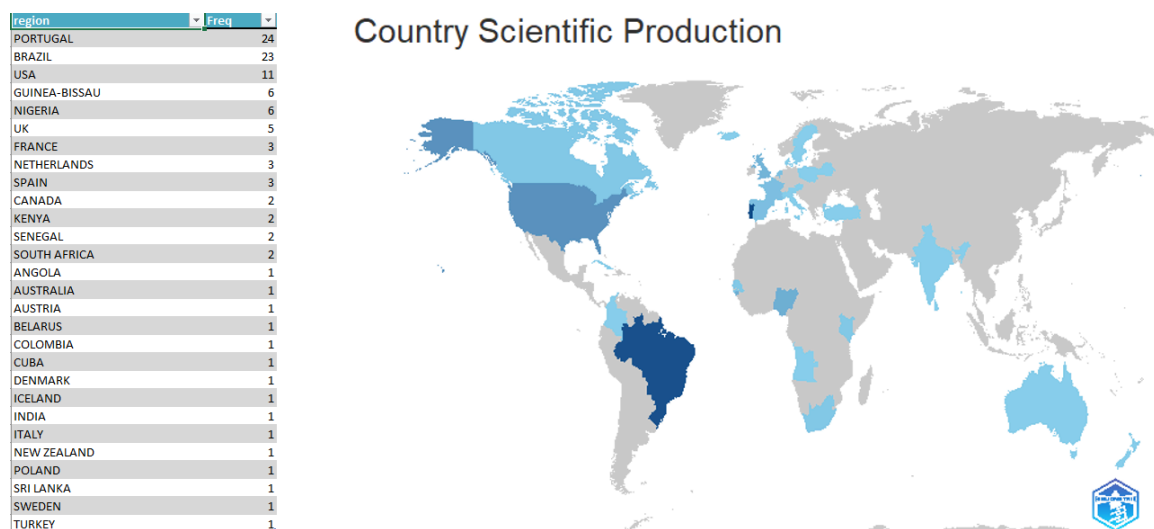 region Freq
PORTUGAL 24
BRAZIL 23
USA 11
GUINEA-BISSAU 6
NIGERIA 6
UK 5
FRANCE 3
NETHERLANDS 3
SPAIN 3
CANADA 2
KENYA 2
SENEGAL 2
SOUTH AFRICA 2
ANGOLA 1
AUSTRALIA 1
AUSTRIA 1
BELARUS 1
COLOMBIA 1
CUBA 1
DENMARK 1
ICELAND 1
INDIA 1
ITALY 1
NEW ZEALAND 1
POLAND 1
SRI LANKA 1
SWEDEN 1
TURKEY 1
Country Scientific Production